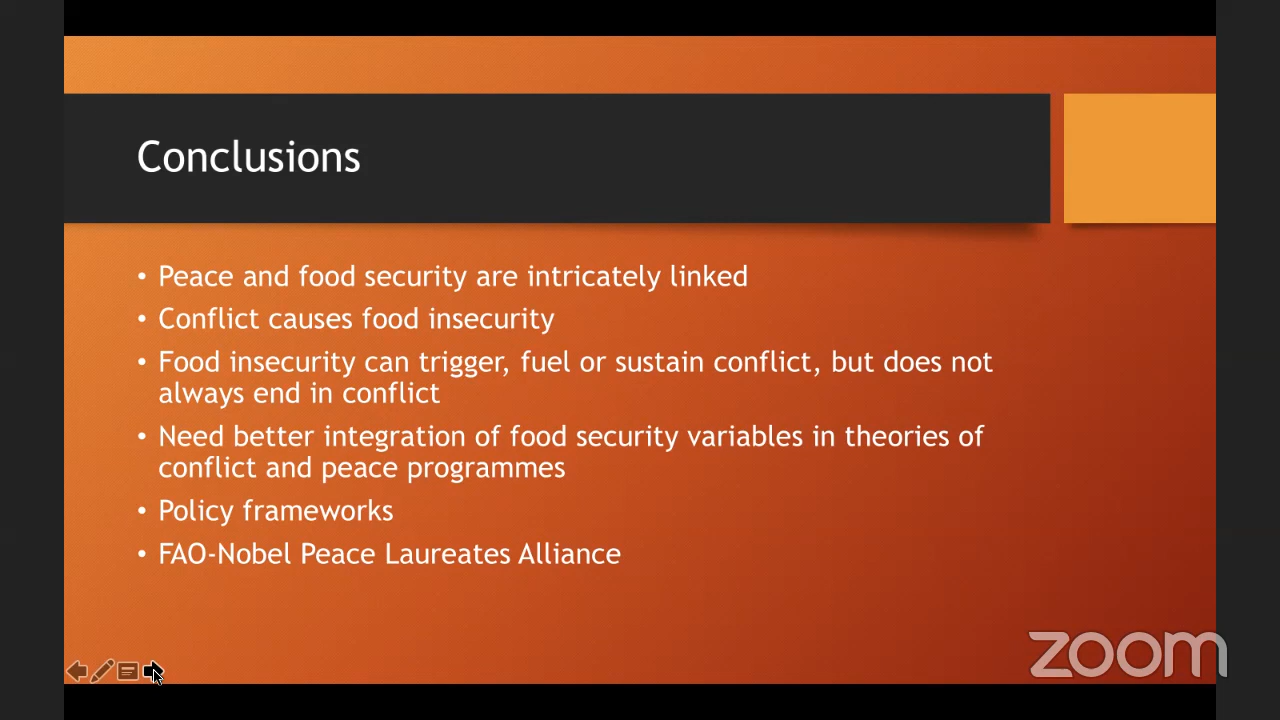 Conclusions
• Peace and food security are intricately linked
• Conflict causes food insecurity
• Food insecurity can trigger, fuel or sustain conflict, but does not
always end in conflict
• Need better integration of food security variables in theories of
conflict and peace programmes
• Policy frameworks
• FAO-Nobel Peace Laureates Alliance
zoom